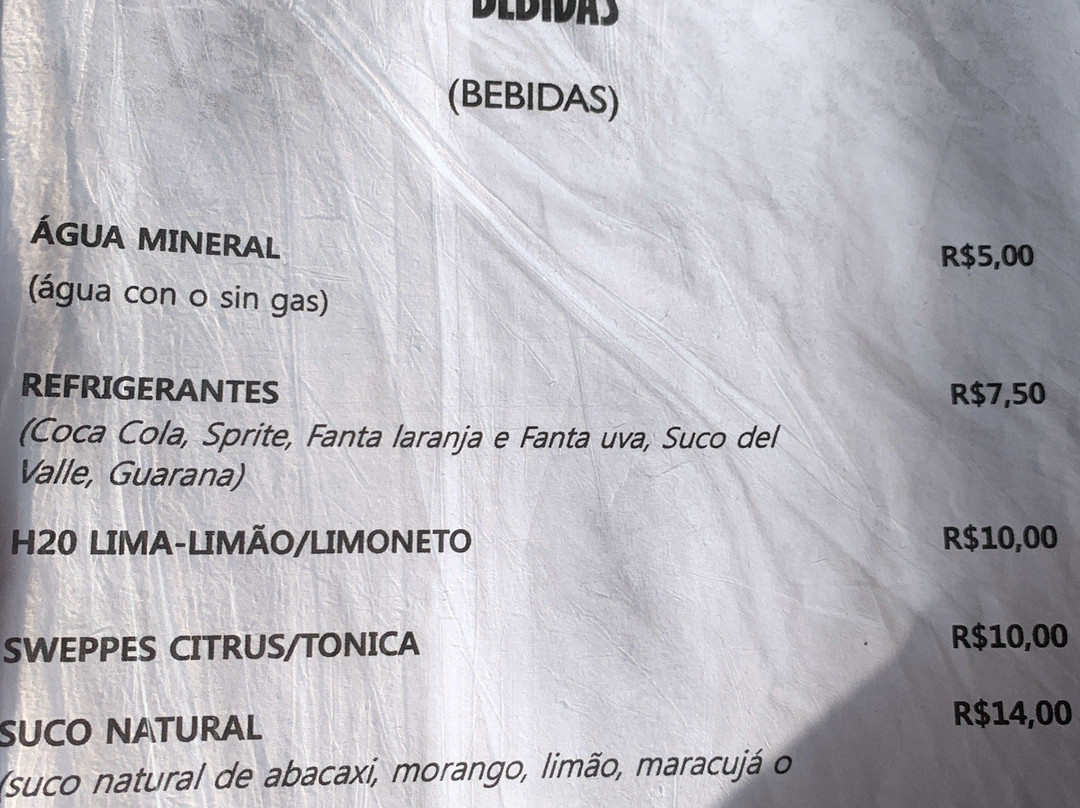 BEBIDAS
(BEBIDAS)
ÁGUA MINERAL R$5,00
(água con o sin gas)
REFRIGERANTES R$7,50
(Coca Cola, Sprite, Fanta laranja e Fanta uva, Suco del
Valle, Guarana)
H20 LIMA-LIMÃO/LIMONETO R$10,00
SWEPPES CITRUS/TONICA R$10,00
SUCO NATURAL R$14,00
(suco natural de abacaxi, morango, limão, maracujá o